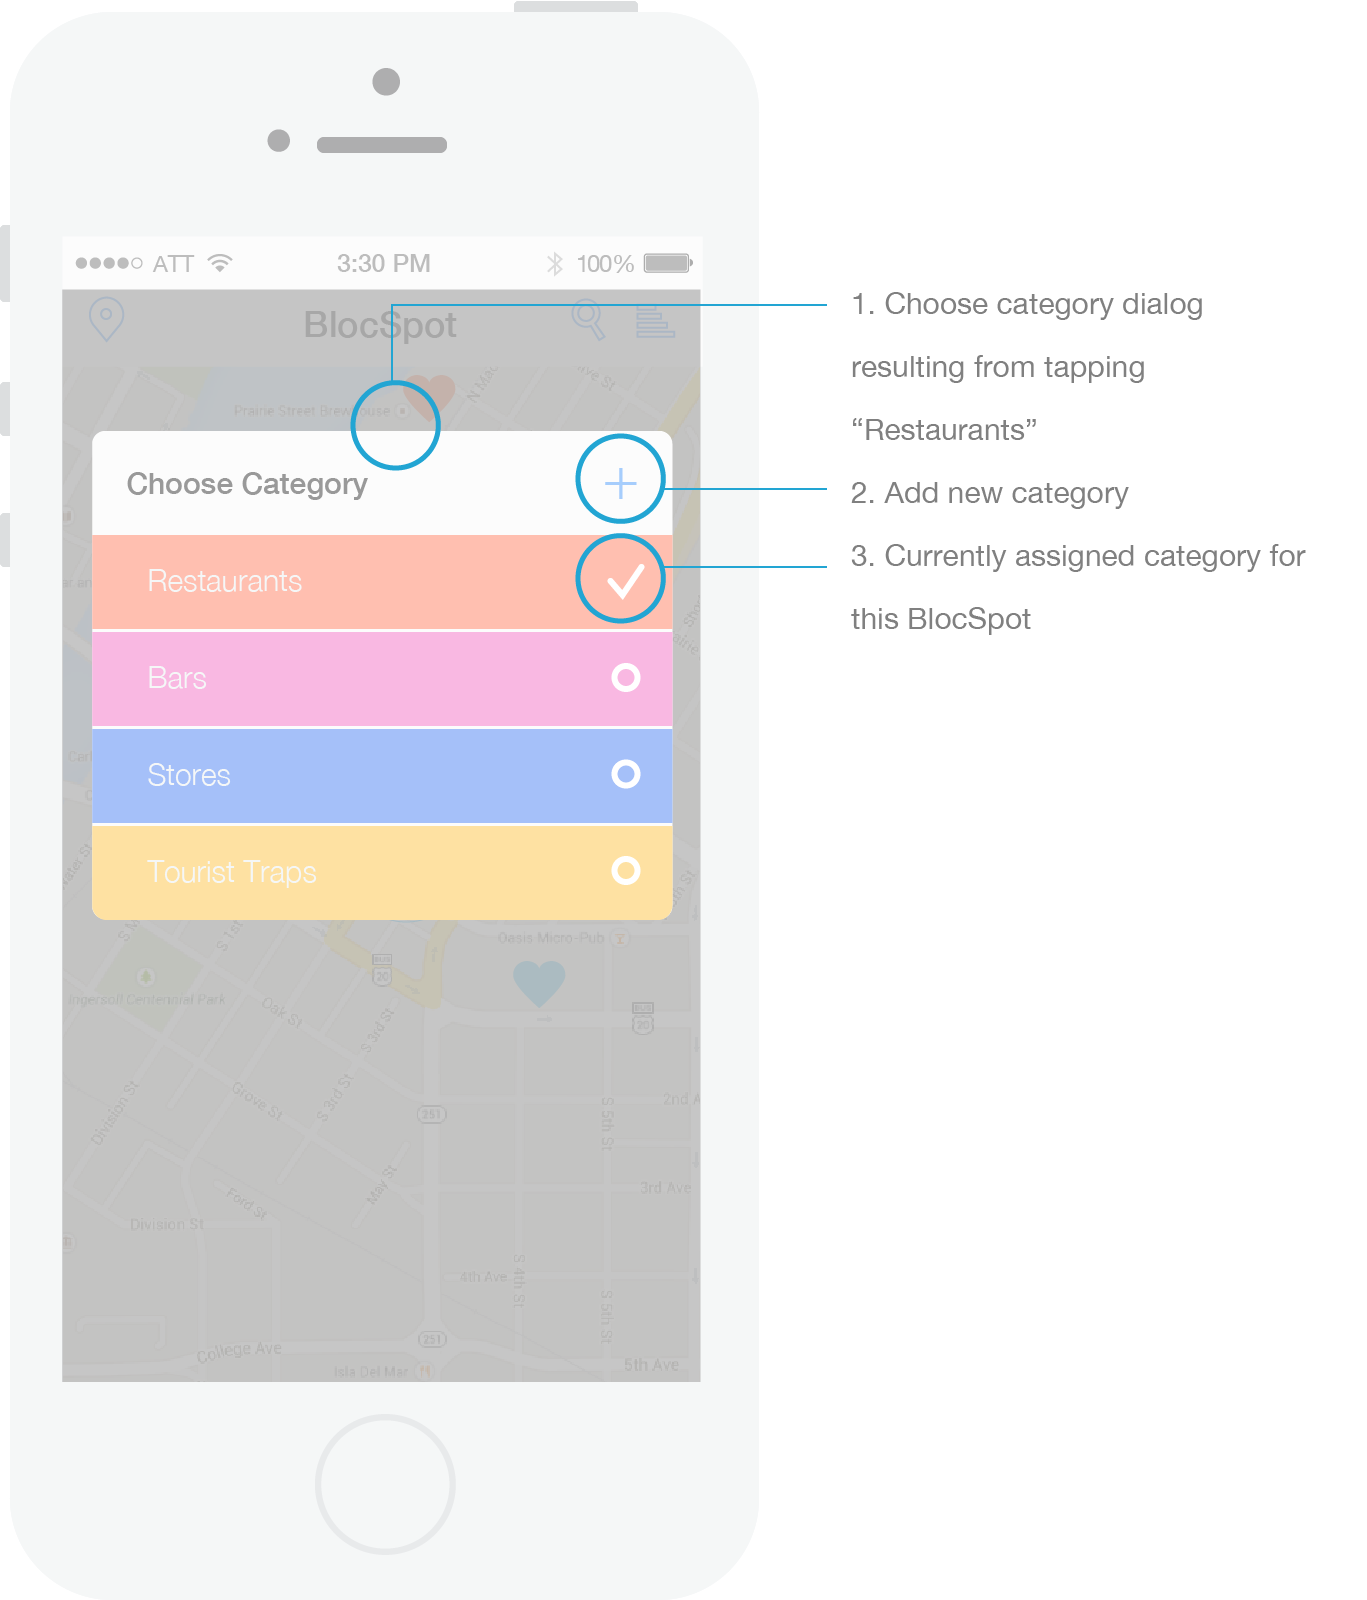 ATT 3:30 PM 100%
BlocSpot
Prairie Street Brewhouse
N Mac
Choose Category
Restaurants
Bars
Stores
Tourist Traps
1. Choose category dialog
resulting from tapping
“Restaurants”
2. Add new category
3. Currently assigned category for
this BlocSpot
S 1st
Oasis Micro-Pub
20
20
Ingersoll Centennial Park
Oak St
S 3rd St
Division St
Grove St
S 3rd St
251
S 5th St
2nd A
May St
3rd Ave
Ford St
Division St
4th Ave
S 4th St
S 5th St
College Ave
251
Isla Del Mar
5th Ave